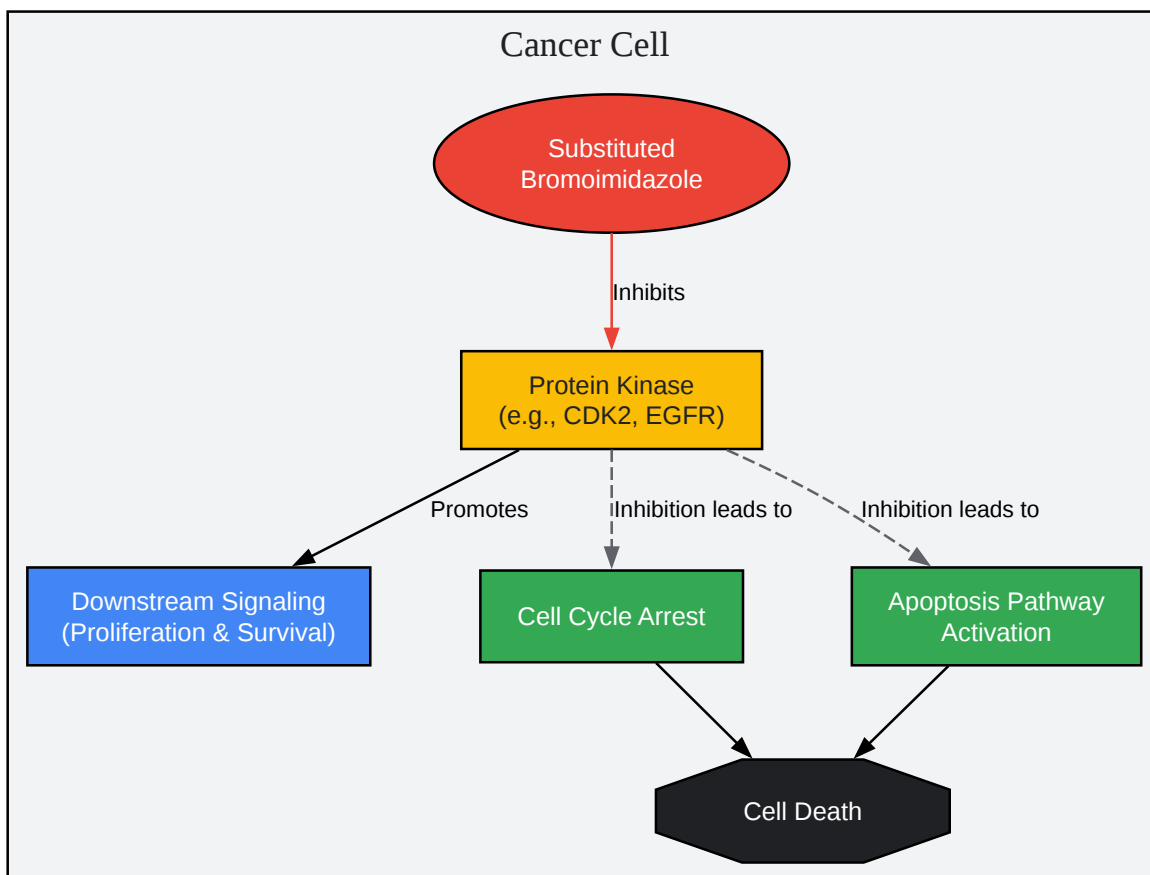 Cancer Cell
Substituted
Bromoimidazole
Inhibits
Protein Kinase
(e.g., CDK2, EGFR)
Promotes
Inhibition leads to
Inhibition leads to
Downstream Signaling
(Proliferation & Survival)
Cell Cycle Arrest
Apoptosis Pathway
Activation
Cell Death